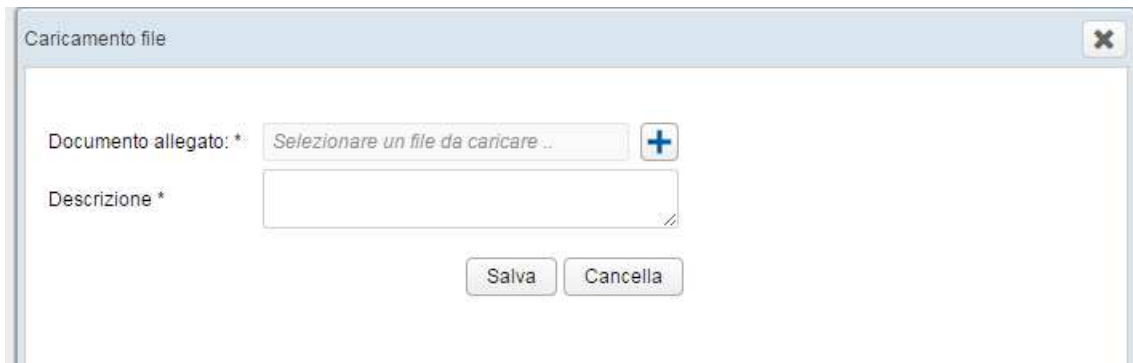 Caricamento file
Documento allegato: * Selezionare un file da caricare ..
Descrizione *
Salva Cancella